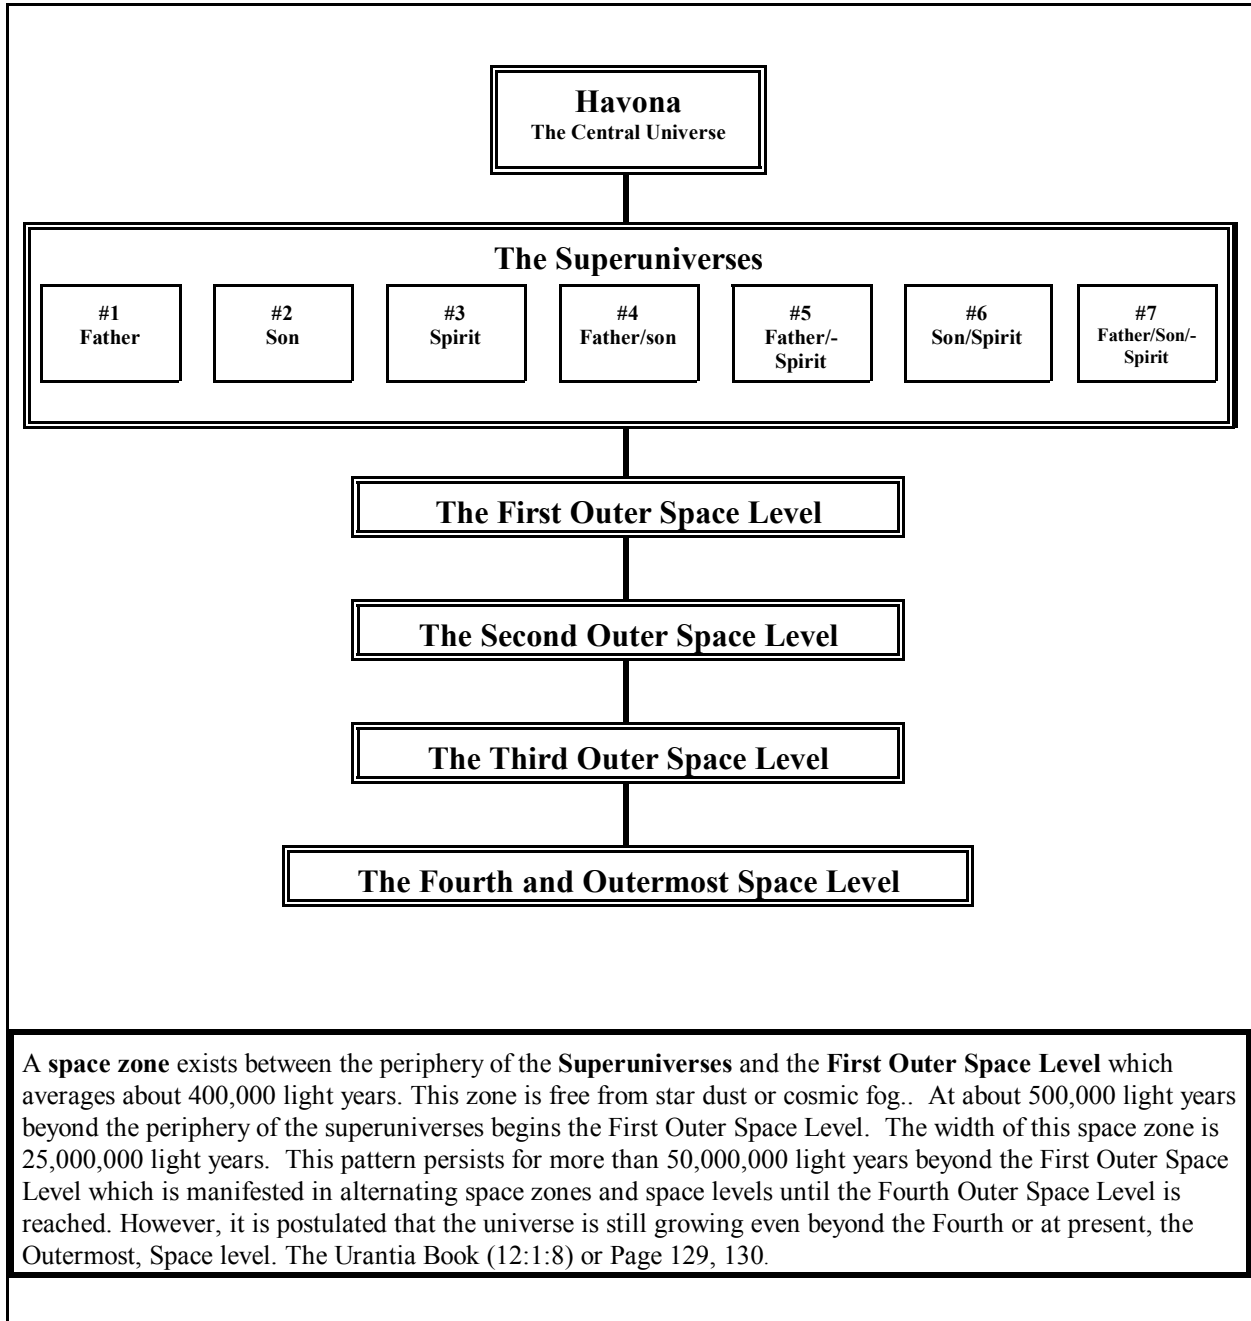 Havona
The Central Universe
The Superuniverses
#1
Father
#2
Son
#3
Spirit
#4
Father/son
#5
Father/-
Spirit
#6
Son/Spirit
#7
Father/Son/-
Spirit
The First Outer Space Level
The Second Outer Space Level
The Third Outer Space Level
The Fourth and Outermost Space Level
A space zone exists between the periphery of the Superuniverses and the First Outer Space Level which
averages about 400,000 light years. This zone is free from star dust or cosmic fog.. At about 500,000 light years
beyond the periphery of the superuniverses begins the First Outer Space Level. The width of this space zone is
25,000,000 light years. This pattern persists for more than 50,000,000 light years beyond the First Outer Space
Level which is manifested in alternating space zones and space levels until the Fourth Outer Space Level is
reached. However, it is postulated that the universe is still growing even beyond the Fourth or at present, the
Outermost, Space level. The Urantia Book (12:1:8) or Page 129, 130.